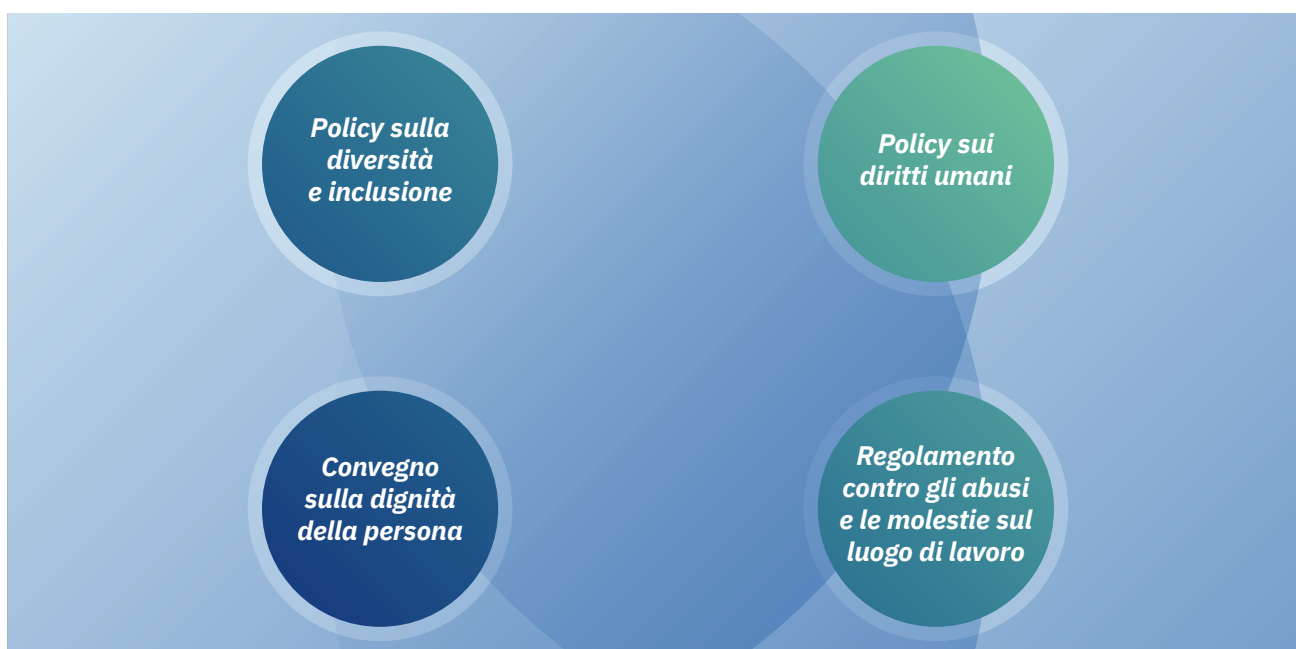 Policy sulla
diversità
e inclusione
Policy sui
diritti umani
Convegno
sulla dignità
della persona
Regolamento
contro gli abusi
e le molestie sul
luogo di lavoro